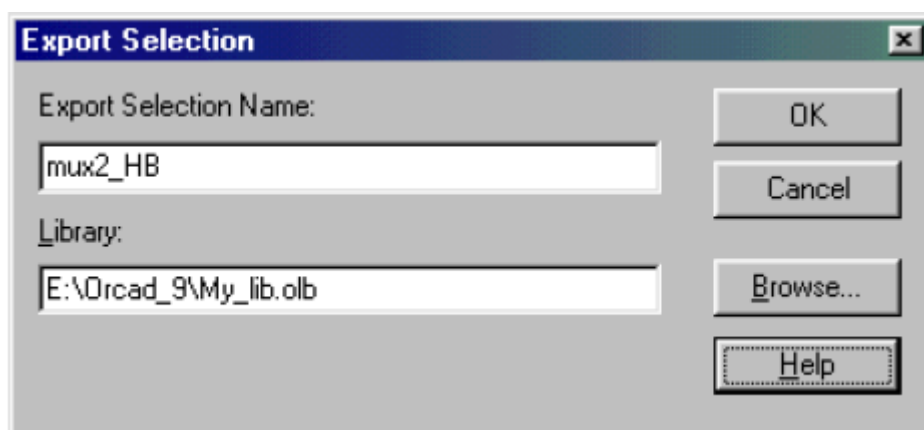 Export Selection
Export Selection Name:
OK
mux2_HB
Cancel
Library:
E:\Orcad_9\My_lib.olb
Browse...
Help